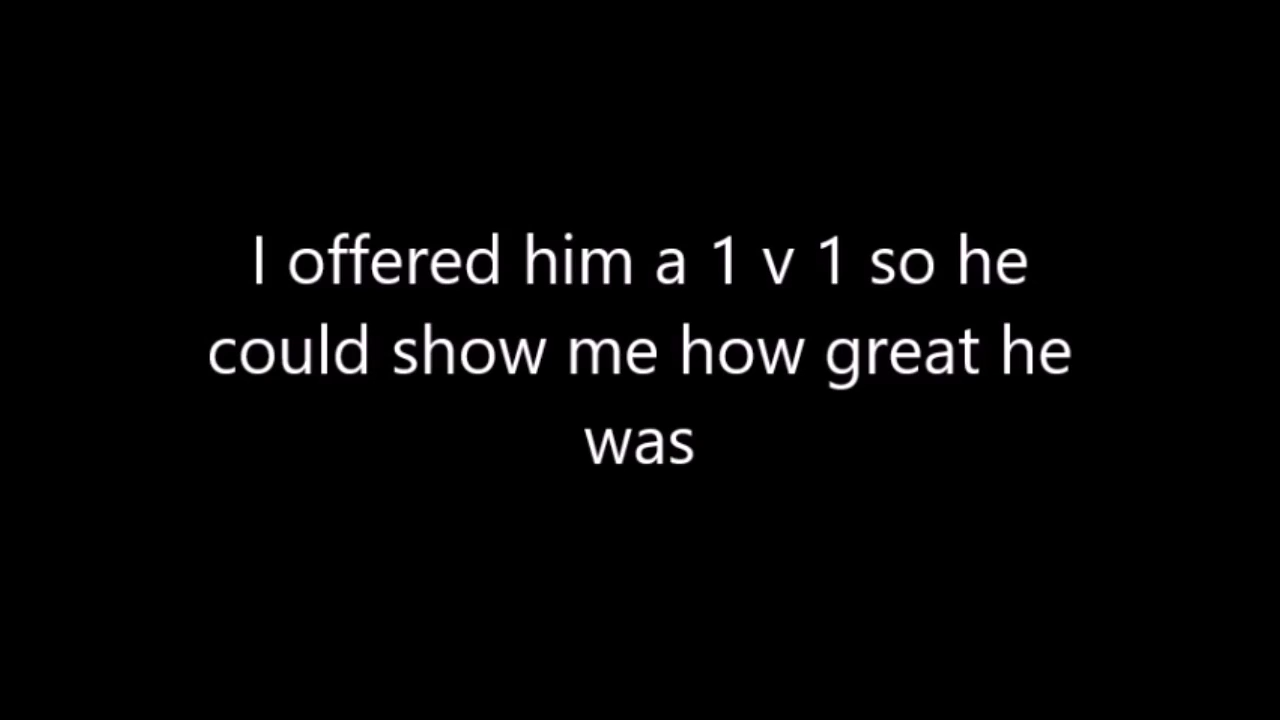 I offered him a 1 v 1 so he
could show me how great he
was